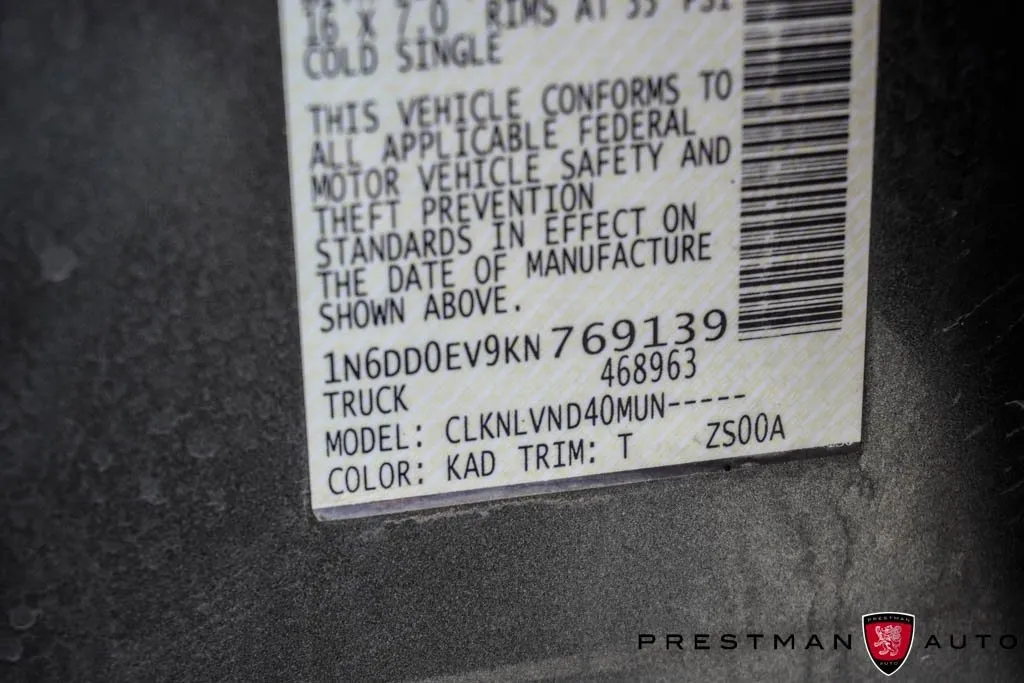 16 X 7.0 RIMS AT 35 PSI
COLD SINGLE
THIS VEHICLE CONFORMS TO
ALL APPLICABLE FEDERAL
MOTOR VEHICLE SAFETY AND
THEFT PREVENTION
STANDARDS IN EFFECT ON
THE DATE OF MANUFACTURE
SHOWN ABOVE.
1N6DD0EV9KN769139
TRUCK 468963
MODEL: CLKNLVND40MUN-----
COLOR: KAD TRIM: T ZS00A
PRESTMAN AUTO
PRESTMAN
AUTO